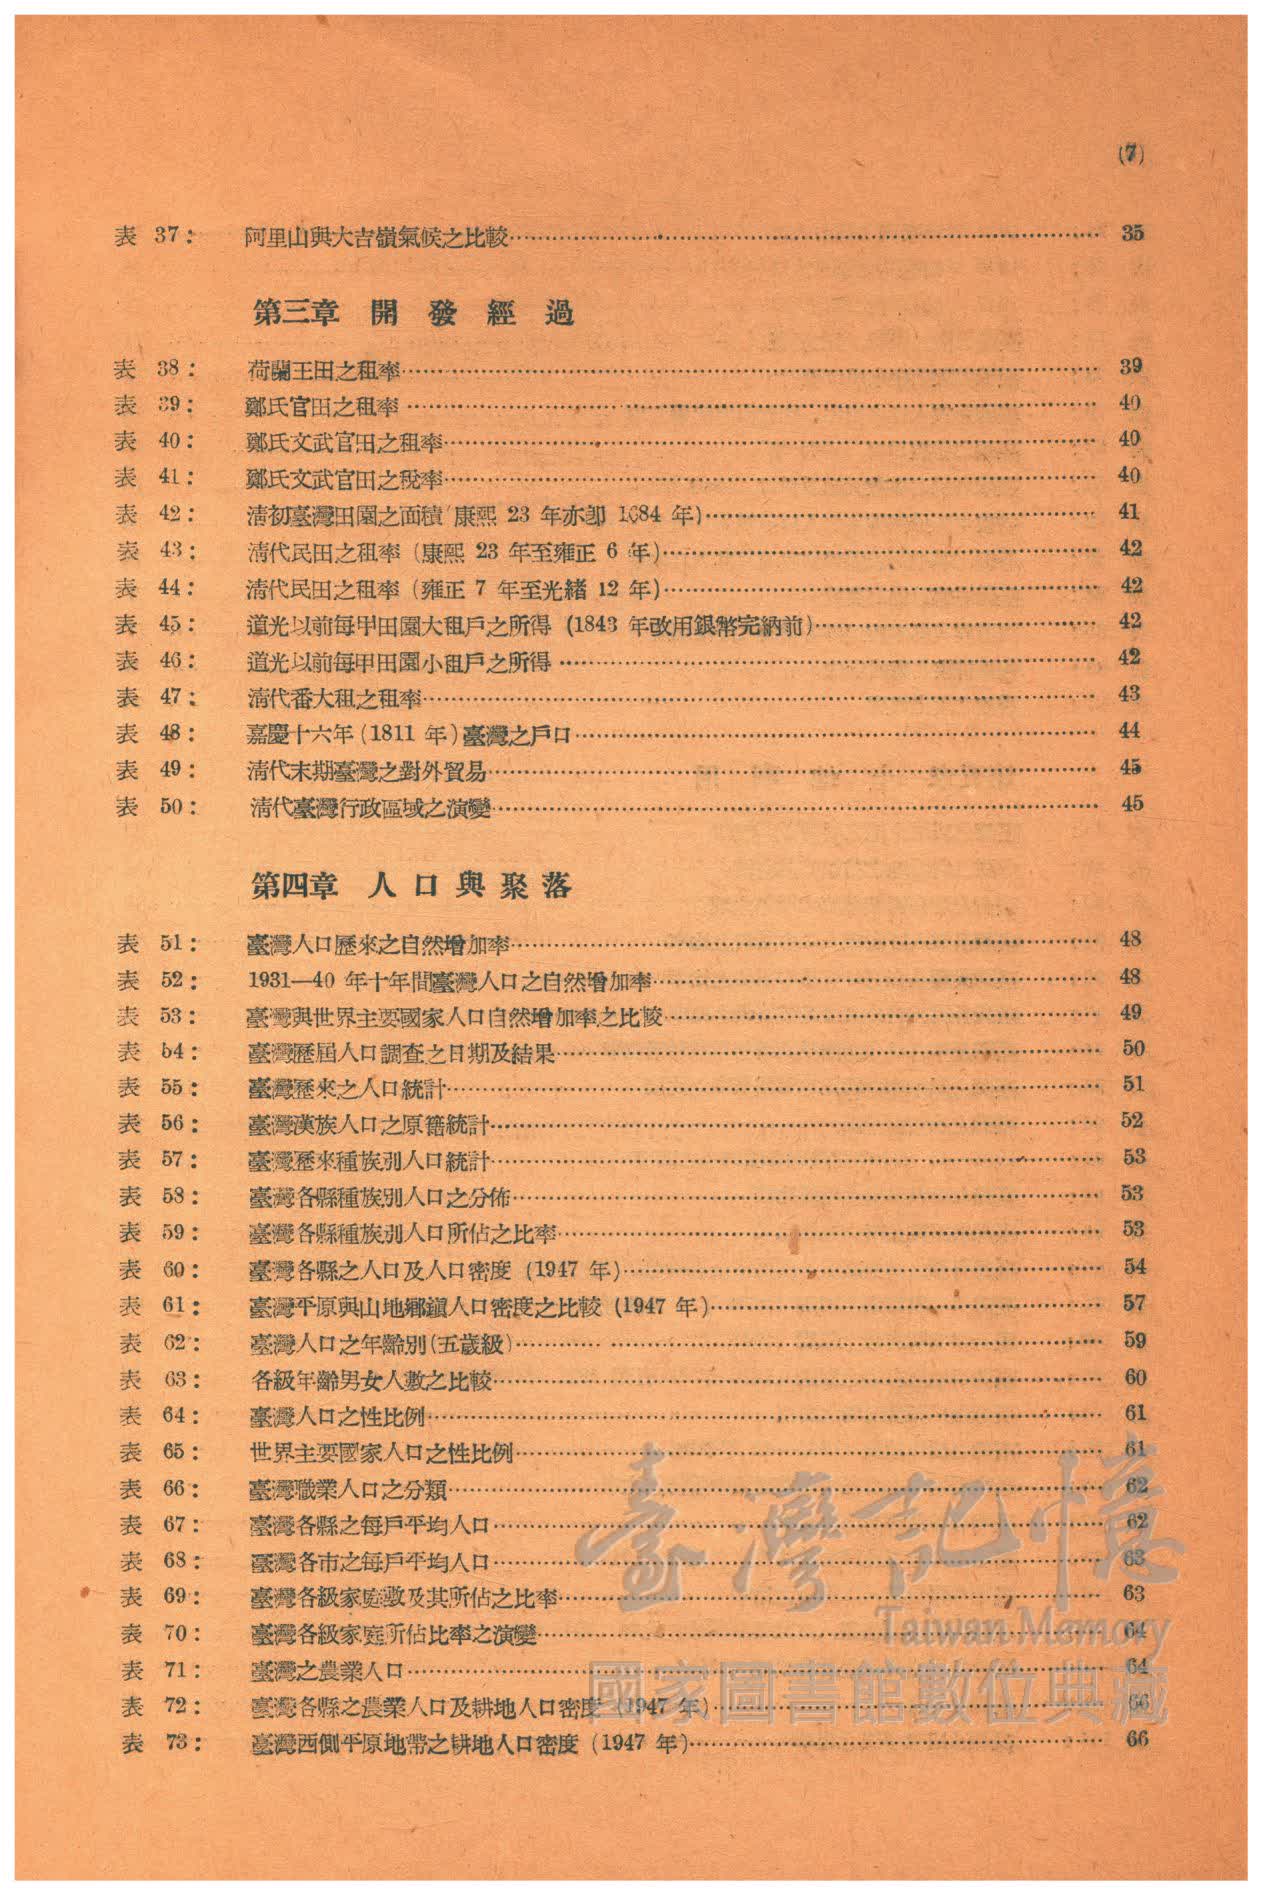 (7)
表 37： 阿里山與大吉嶺氣候之比較 35
第三章 開發經過
表 38： 荷蘭王田之租率 39
表 39： 鄭氏官田之租率 40
表 40： 鄭氏文武官田之租率 40
表 41： 鄭氏文武官田之稅率 40
表 42： 淸初臺灣田園之面積(康熙 23 年亦卽 1684 年) 41
表 43： 淸代民田之租率 (康熙 23 年至雍正 6 年) 42
表 44： 淸代民田之租率 (雍正 7 年至光緒 12 年) 42
表 45： 道光以前每甲田園大租戶之所得 (1843 年改用銀幣完納前) 42
表 46： 道光以前每甲田園小租戶之所得 42
表 47： 淸代番大租之租率 43
表 48： 嘉慶十六年(1811 年)臺灣之戶口 44
表 49： 淸代末期臺灣之對外貿易 45
表 50： 淸代臺灣行政區域之演變 45
第四章 人口與聚落
表 51： 臺灣人口歷來之自然增加率 48
表 52： 1931—40 年十年間臺灣人口之自然增加率 48
表 53： 臺灣與世界主要國家人口自然增加率之比較 49
表 54： 臺灣歷屆人口調查之日期及結果 50
表 55： 臺灣歷來之人口統計 51
表 56： 臺灣漢族人口之原籍統計 52
表 57： 臺灣歷來種族別人口統計 53
表 58： 臺灣各縣種族別人口之分佈 53
表 59： 臺灣各縣種族別人口所佔之比率 53
表 60： 臺灣各縣之人口及人口密度 (1947 年) 54
表 61： 臺灣平原與山地鄉鎭人口密度之比較 (1947 年) 57
表 62： 臺灣人口之年齡別(五歲級) 59
表 63： 各級年齡男女人數之比較 60
表 64： 臺灣人口之性比例 61
表 65： 世界主要國家人口之性比例 61
表 66： 臺灣職業人口之分類 62
表 67： 臺灣各縣之每戶平均人口 62
表 68： 臺灣各市之每戶平均人口 63
表 69： 臺灣各級家庭數及其所佔之比率 63
表 70： 臺灣各級家庭所佔比率之演變 64
表 71： 臺灣之農業人口 64
表 72： 臺灣各縣之農業人口及耕地人口密度 (1947 年) 66
表 73： 臺灣西側平原地帶之耕地人口密度 (1947 年) 66
臺灣記憶
Taiwan Memory
國家圖書館數位典藏